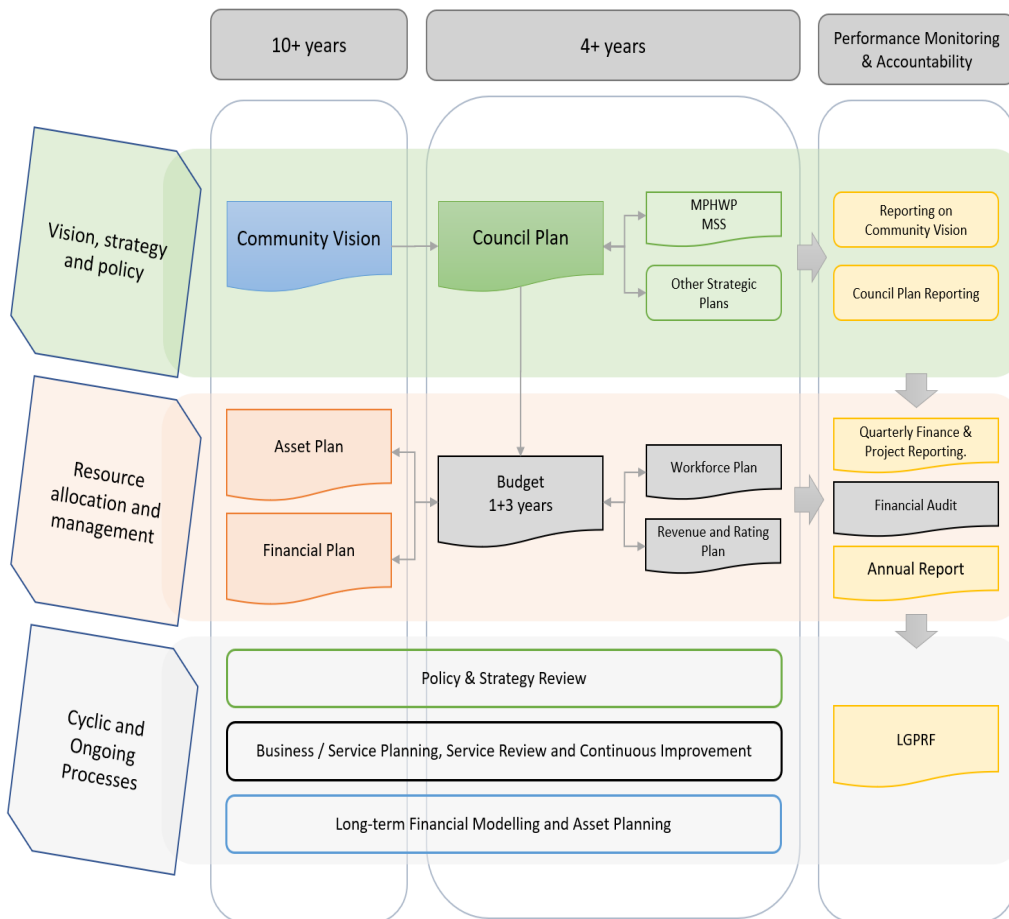 10+ years
4+ years
Performance Monitoring
& Accountability
Vision, strategy
and policy
Community Vision
Council Plan
MPHWP
MSS
Other Strategic
Plans
Reporting on
Community Vision
Council Plan Reporting
Resource
allocation and
management
Asset Plan
Financial Plan
Budget
1+3 years
Workforce Plan
Revenue and Rating
Plan
Quarterly Finance &
Project Reporting.
Financial Audit
Annual Report
Cyclic and
Ongoing
Processes
Policy & Strategy Review
Business / Service Planning, Service Review and Continuous Improvement
Long-term Financial Modelling and Asset Planning
LGPRF